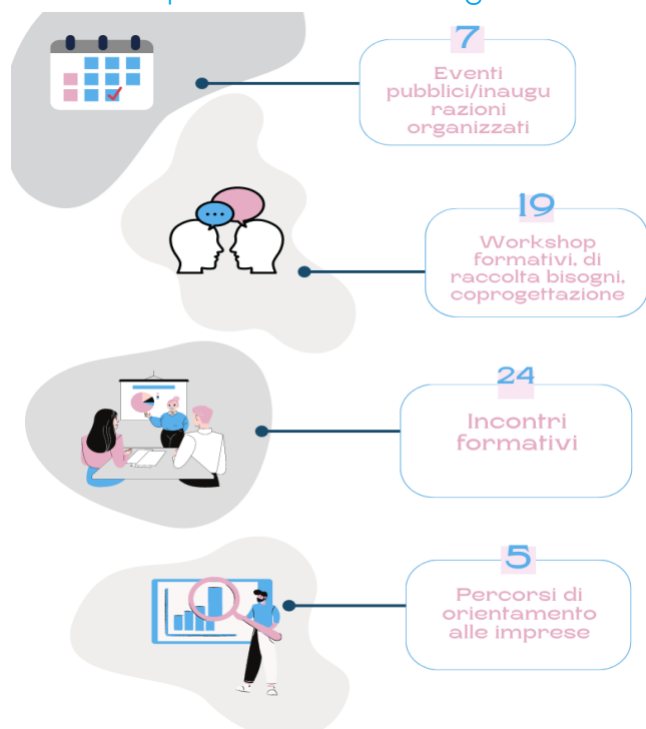 7
Eventi
pubblici/inaugu
razioni
organizzati
19
Workshop
formativi, di
raccolta bisogni,
coprogettazione
24
Incontri
formativi
5
Percorsi di
orientamento
alle imprese